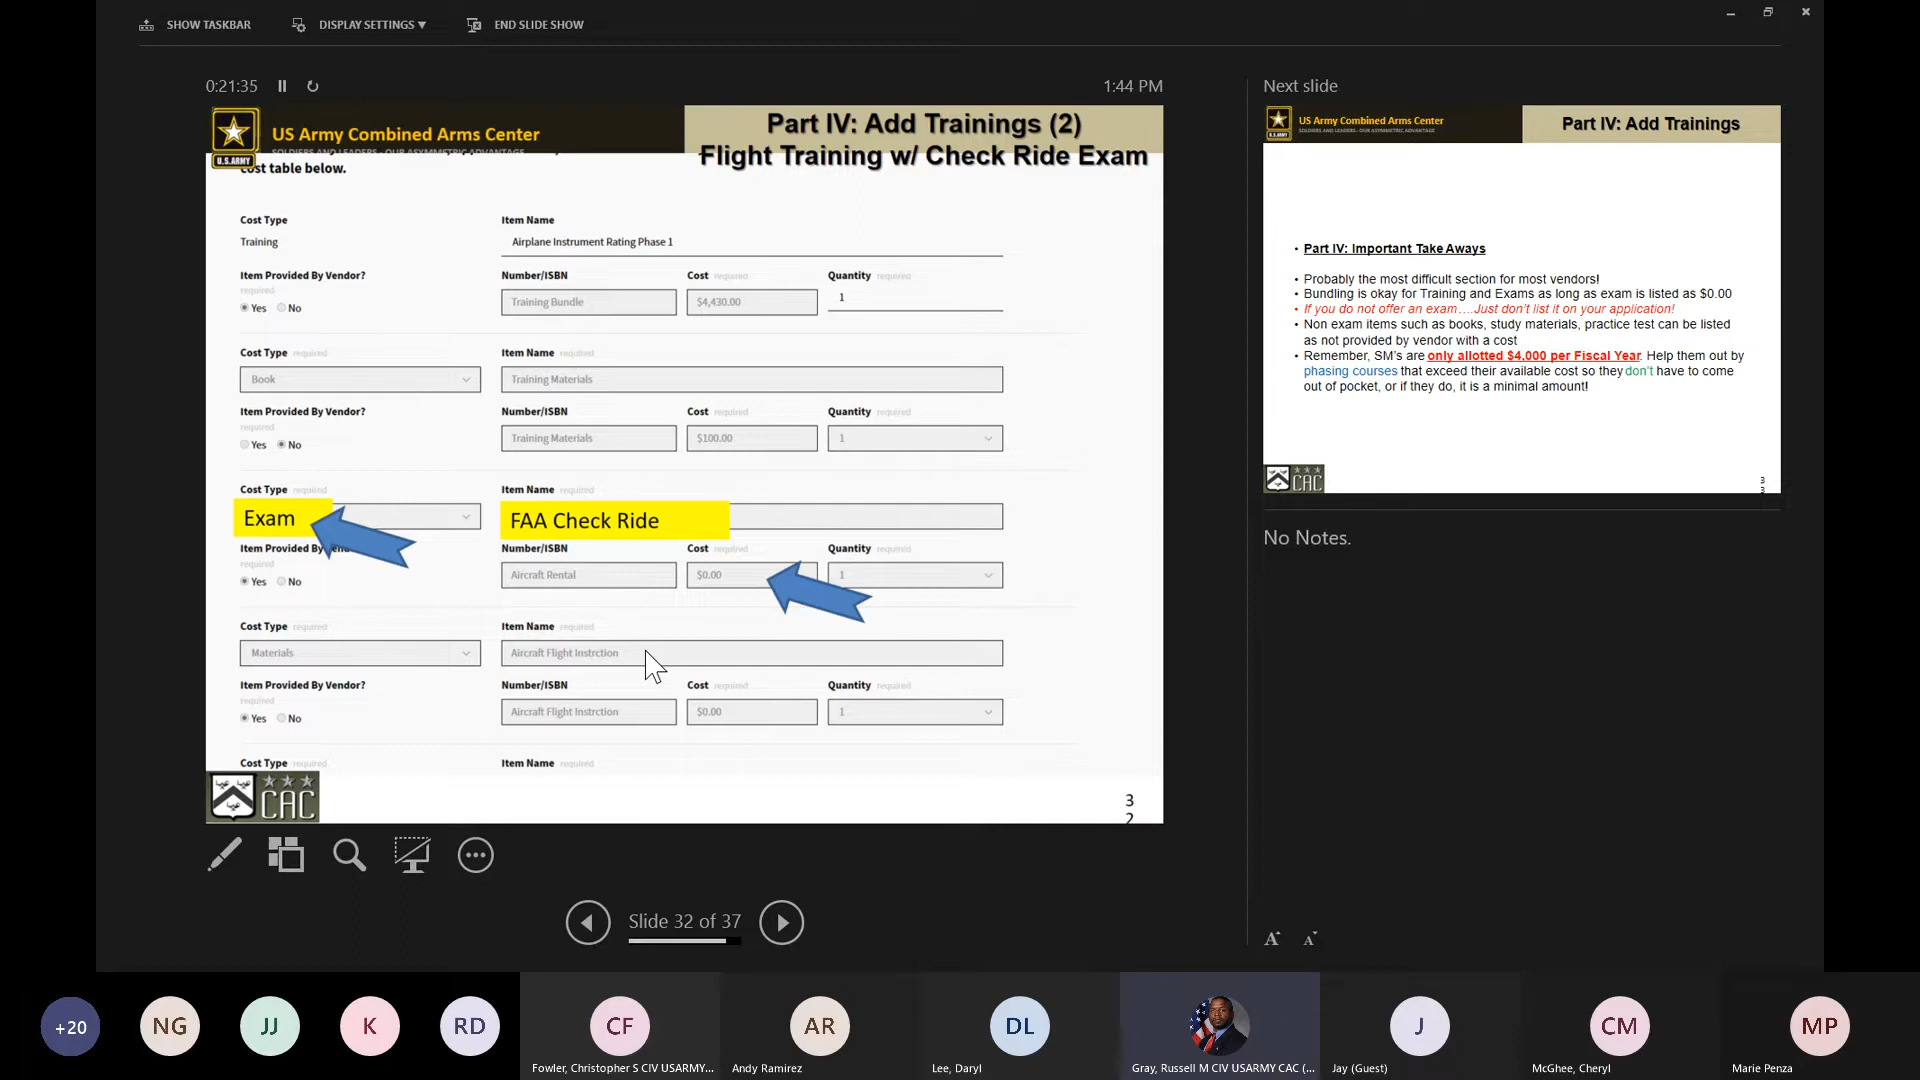 SHOW TASKBAR
DISPLAY SETTINGS ▼
END SLIDE SHOW
0:21:35
1:44 PM
US Army Combined Arms Center
SOLDIERS AND LEADERS - OUR ASYMMETRIC ADVANTAGE
U.S.ARMY
Part IV: Add Trainings (2)
Flight Training w/ Check Ride Exam
cost table below.
Cost Type
Item Name
Training
Airplane Instrument Rating Phase 1
Item Provided By Vendor?
Number/ISBN
Cost required
Quantity required
required
Yes No
Training Bundle
$4,430.00
1
Cost Type required
Item Name required
Book
Training Materials
Item Provided By Vendor?
Number/ISBN
Cost required
Quantity required
required
Yes No
Training Materials
$100.00
1
Cost Type required
Item Name required
Exam
FAA Check Ride
Item Provided By
Number/ISBN
Cost required
Quantity required
required
Yes No
Aircraft Rental
$0.00
1
Cost Type required
Item Name required
Materials
Aircraft Flight Instrction
Item Provided By Vendor?
Number/ISBN
Cost required
Quantity required
required
Yes No
Aircraft Flight Instrction
$0.00
1
Cost Type required
Item Name required
CAC
3
2
Slide 32 of 37
Next slide
US Army Combined Arms Center
SOLDIERS AND LEADERS - OUR ASYMMETRIC ADVANTAGE
Part IV: Add Trainings
• Part IV: Important Take Aways
• Probably the most difficult section for most vendors!
• Bundling is okay for Training and Exams as long as exam is listed as $0.00
• If you do not offer an exam….Just don't list it on your application!
• Non exam items such as books, study materials, practice test can be listed
as not provided by vendor with a cost
• Remember, SM's are only allotted $4,000 per Fiscal Year. Help them out by
phasing courses that exceed their available cost so they don't have to come
out of pocket, or if they do, it is a minimal amount!
CAC
3
No Notes.
A A
+20
NG
JJ
K
RD
CF
AR
DL
J
CM
MP
Fowler, Christopher S CIV USARMY...
Andy Ramirez
Lee, Daryl
Gray, Russell M CIV USARMY CAC (...
Jay (Guest)
McGhee, Cheryl
Marie Penza